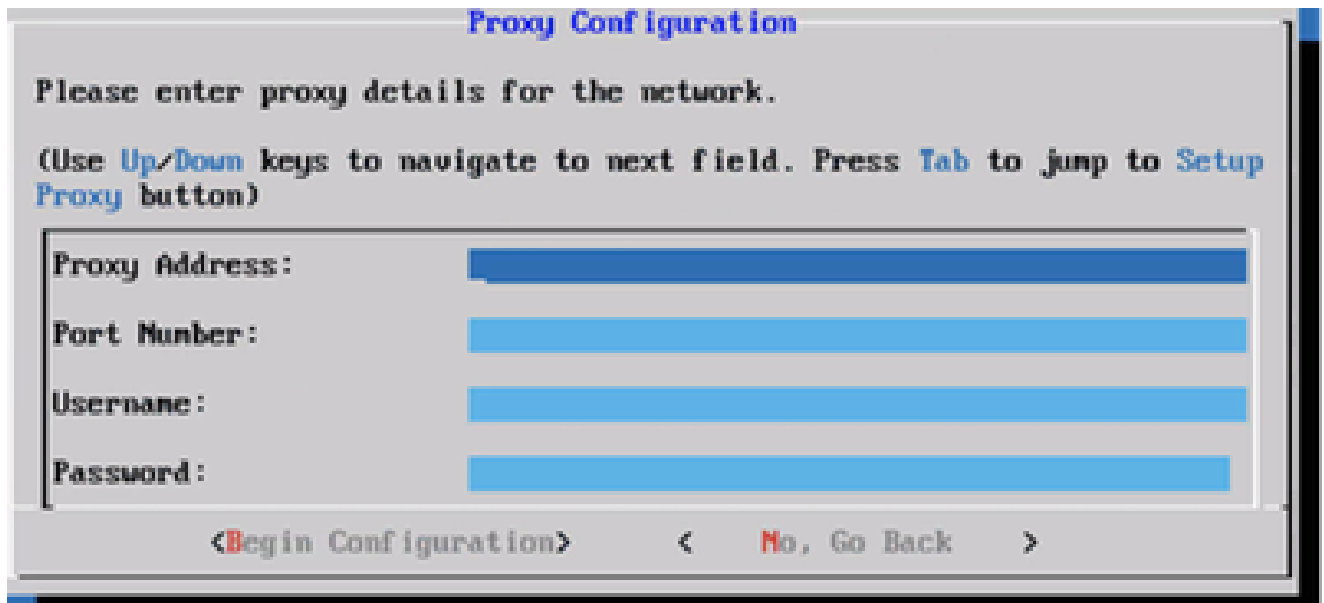 Proxy Configuration
Please enter proxy details for the network.
(Use Up/Down keys to navigate to next field. Press Tab to jump to Setup
Proxy button)
Proxy Address:
Port Number:
Username:
Password:
<Begin Configuration> < No, Go Back >